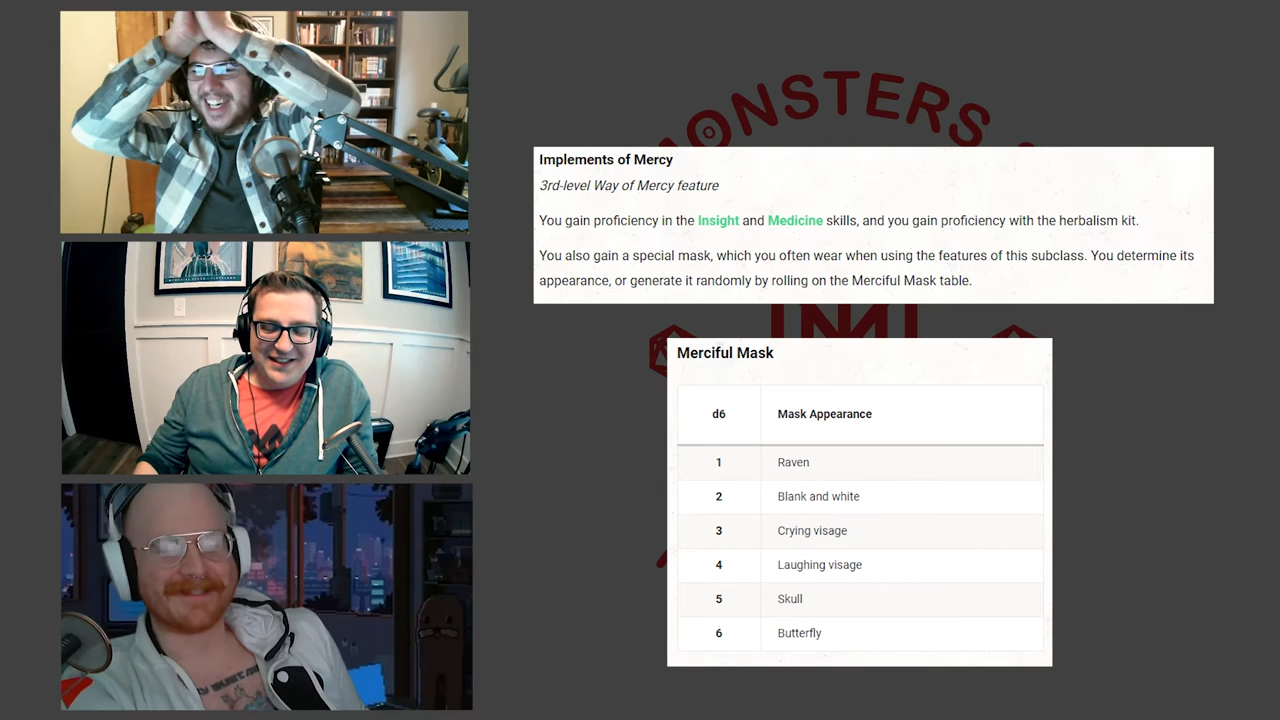 MONSTERS
Implements of Mercy
3rd-level Way of Mercy feature
You gain proficiency in the Insight and Medicine skills, and you gain proficiency with the herbalism kit.
You also gain a special mask, which you often wear when using the features of this subclass. You determine its
appearance, or generate it randomly by rolling on the Merciful Mask table.
Merciful Mask
d6 Mask Appearance
1 Raven
2 Blank and white
3 Crying visage
4 Laughing visage
5 Skull
6 Butterfly